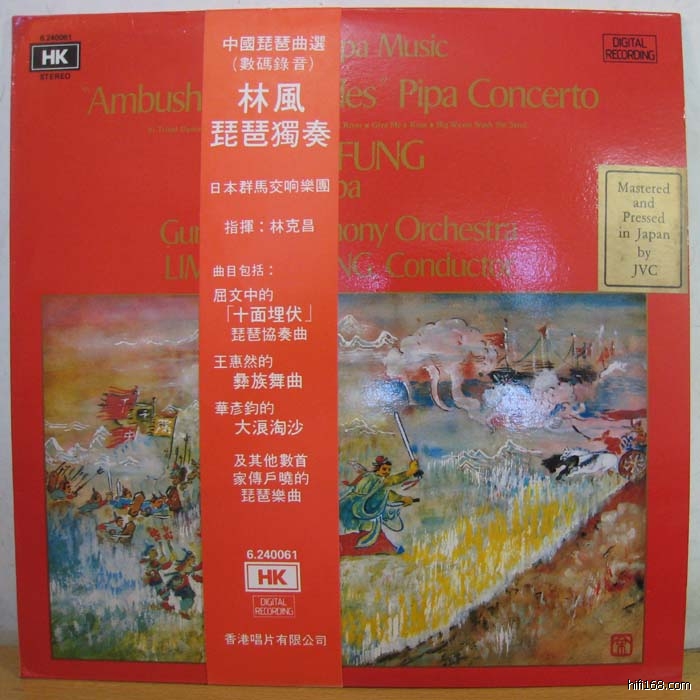 6.240061
HK
STEREO
pa Music
DIGITAL
RECORDING
"Ambush
les" Pipa Concerto
FUNG
pa
Gun
hony Orchestra
LIM
NG Conductor
Mastered
and
Pressed
in Japan
by
JVC
中國琵琶曲選
(數碼錄音)
林風
琵琶獨奏
日本群馬交响樂團
指揮：林克昌
曲目包括：
屈文中的
「十面埋伏」
琵琶協奏曲
王惠然的
彝族舞曲
華彥鈞的
大浪淘沙
及其他數首
家傳戶曉的
琵琶樂曲
6.240061
HK
DIGITAL
RECORDING
香港唱片有限公司
hifi168.com